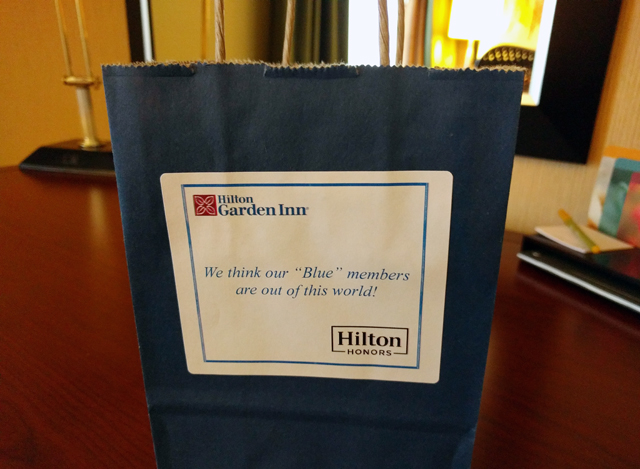 Hilton
Garden Inn
We think our "Blue" members
are out of this world!
Hilton
HONORS